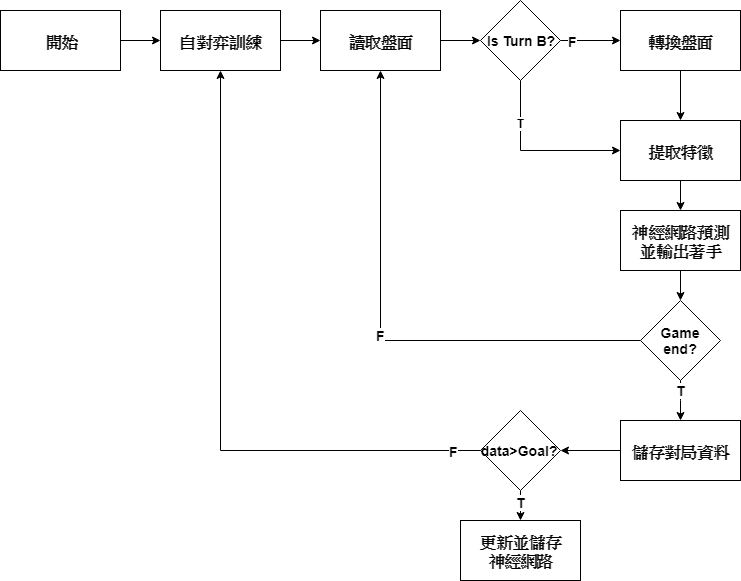 開始
自對弈訓練
讀取盤面
Is Turn B?
F
轉換盤面
T
提取特徵
神經網路預測
並輸出著手
F
Game
end?
T
F
data>Goal?
儲存對局資料
T
更新並儲存
神經網路